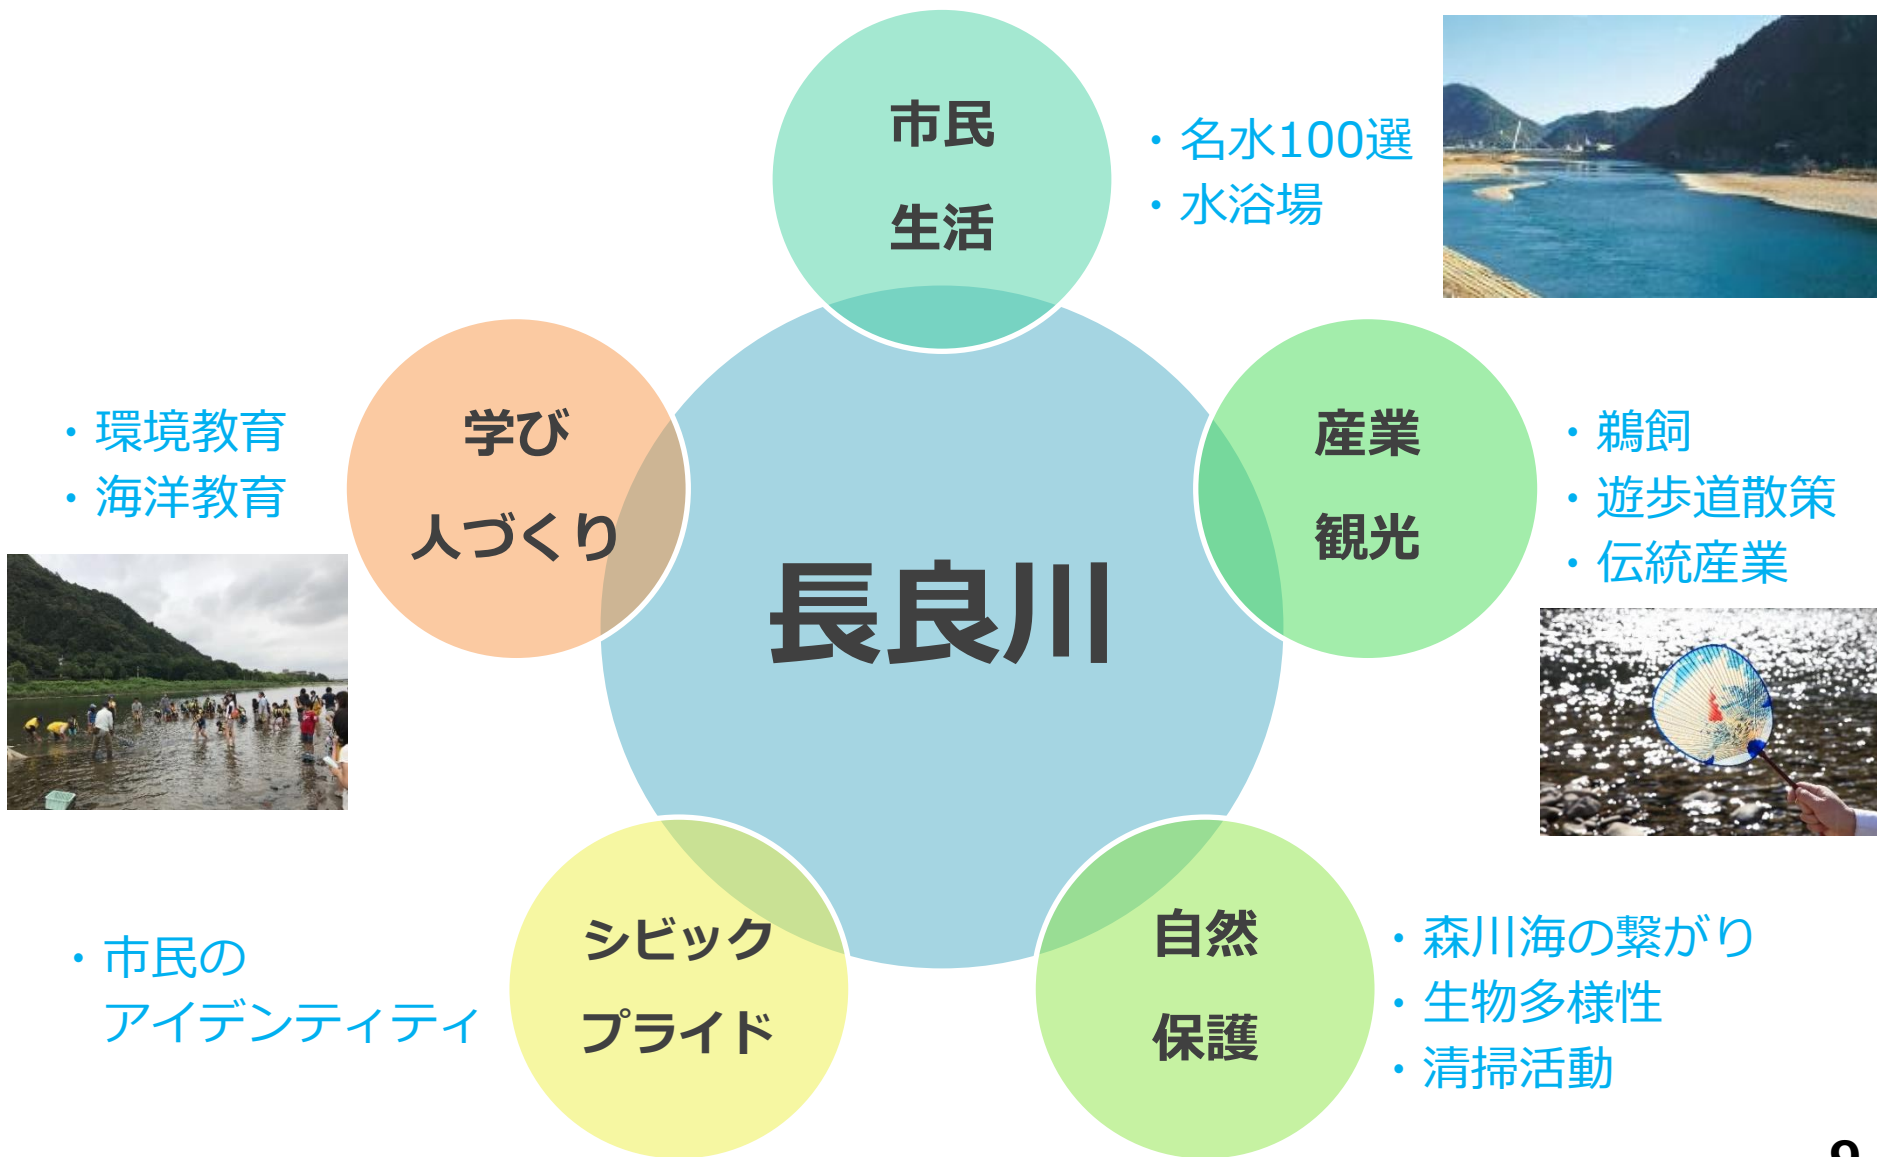 市民
生活
・名水100選
・水浴場
学び
人づくり
・環境教育
・海洋教育
産業
観光
・鵜飼
・遊歩道散策
・伝統産業
長良川
シビック
プライド
・市民の
アイデンティティ
自然
保護
・森川海の繋がり
・生物多様性
・清掃活動